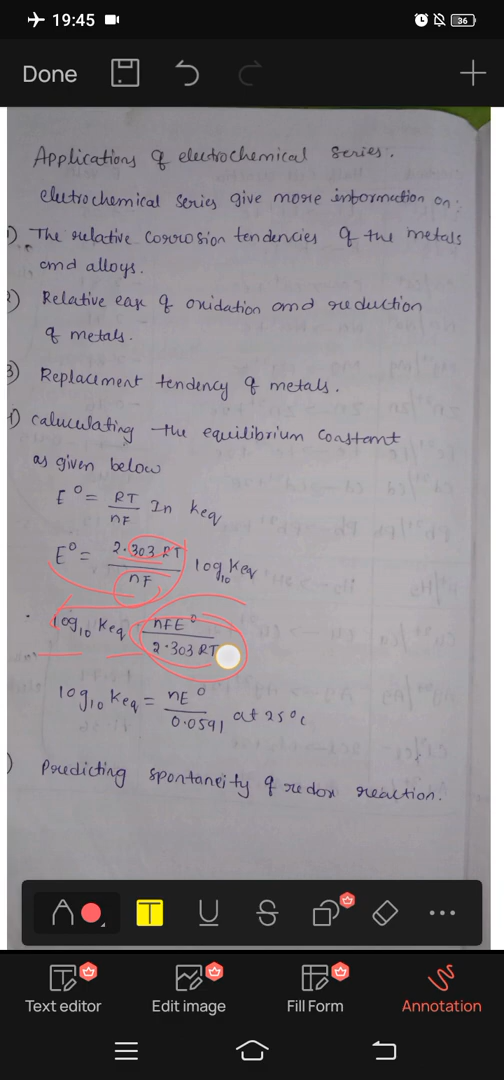 19:45
36
Done
Applications of electrochemical series.
electrochemical series give more information on:
1) The relative corrosion tendencies of the metals
and alloys.
2) Relative ease of oxidation and reduction
of metals.
3) Replacement tendency of metals.
4) caluculating the equilibrium constant
as given below
E° = RT/nF In keq
E° = 2.303 RT/nF log₁₀ Keq
log₁₀ Keq = nFE°/2.303 RT
log₁₀ Keq = nE°/0.0591 at 25°c
) Predicting spontaneity of redox reaction.
T
U
S
Text editor
Edit image
Fill Form
Annotation